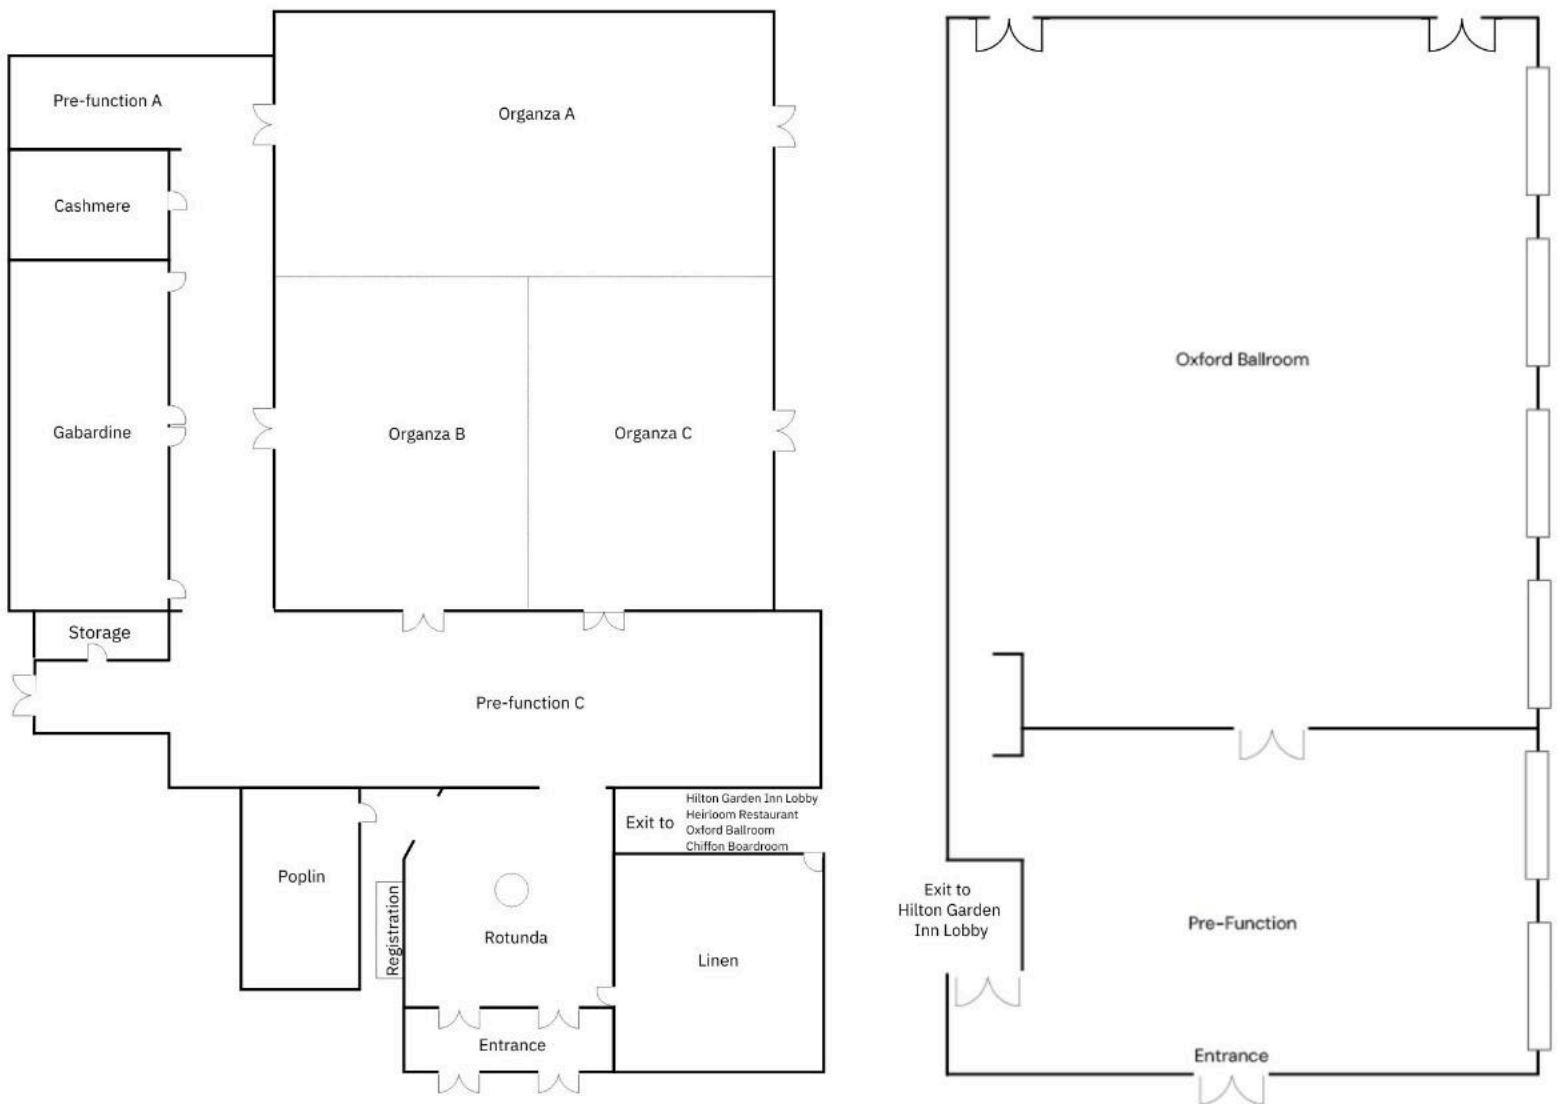 Pre-function A
Organza A
Cashmere
Gabardine
Organza B
Organza C
Storage
Pre-function C
Exit to
Hilton Garden Inn Lobby
Heirloom Restaurant
Oxford Ballroom
Chiffon Boardroom
Poplin
Registration
Rotunda
Linen
Entrance
Oxford Ballroom
Exit to
Hilton Garden
Inn Lobby
Pre-Function
Entrance